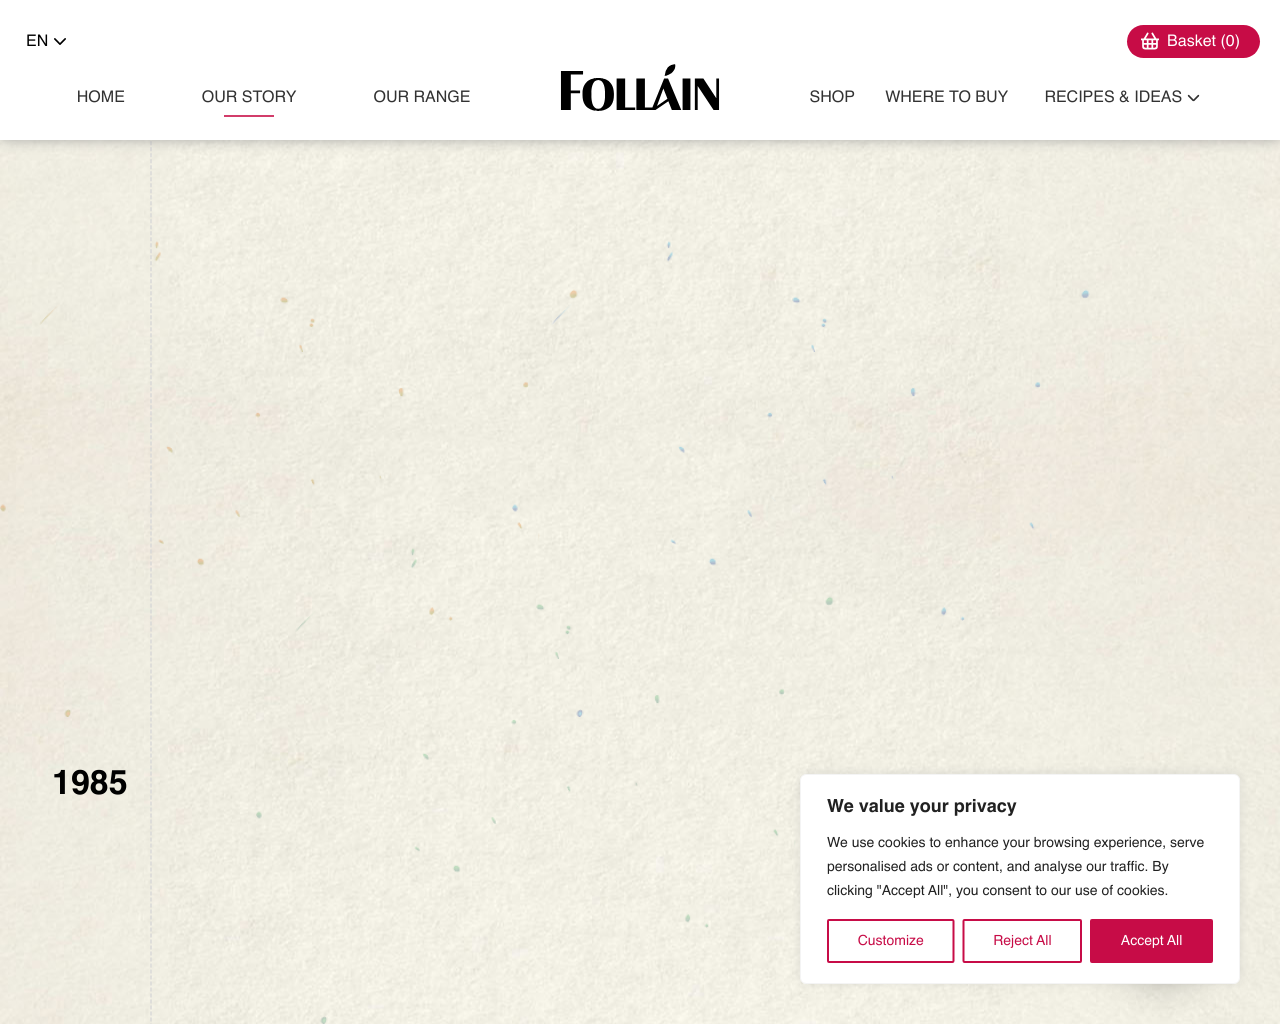 EN
Basket (0)
HOME
OUR STORY
OUR RANGE
FOLLÁIN
SHOP
WHERE TO BUY
RECIPES & IDEAS
1985
We value your privacy
We use cookies to enhance your browsing experience, serve
personalised ads or content, and analyse our traffic. By
clicking "Accept All", you consent to our use of cookies.
Customize
Reject All
Accept All